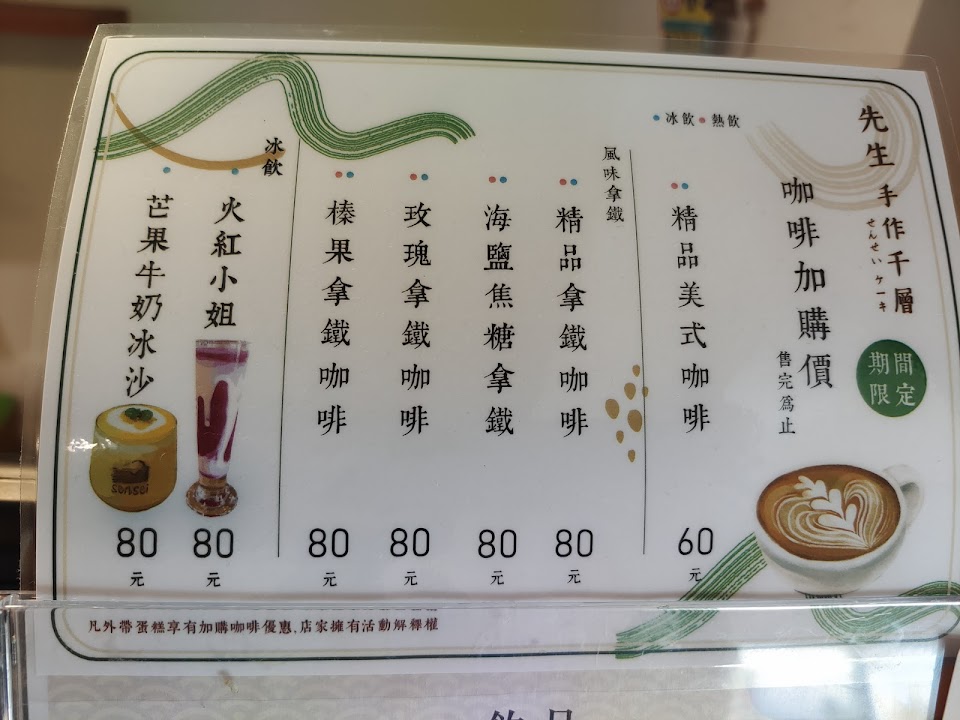 先生
手作千層
せんせいケーキ
期間
限定
咖啡加購價
售完為止
冰飲 熱飲
精品美式咖啡
60
元
風味拿鐵
精品拿鐵咖啡
80
元
海鹽焦糖拿鐵
80
元
玫瑰拿鐵咖啡
80
元
榛果拿鐵咖啡
80
元
冰飲
火紅小姐
80
元
芒果牛奶冰沙
80
元
sensei
凡外帶蛋糕享有加購咖啡優惠,店家擁有活動解釋權